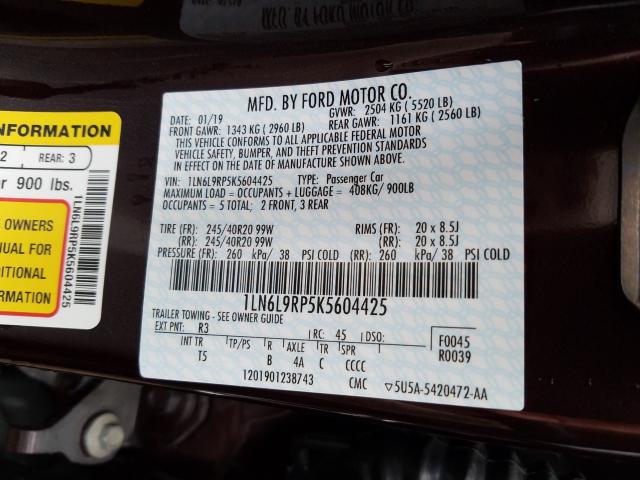 MFD. BY FORD MOTOR CO.
DATE: 01/19
GVWR: 2504 KG ( 5520 LB)
FRONT GAWR: 1343 KG ( 2960 LB)
REAR GAWR: 1161 KG ( 2560 LB)
THIS VEHICLE CONFORMS TO ALL APPLICABLE FEDERAL MOTOR
VEHICLE SAFETY, BUMPER, AND THEFT PREVENTION STANDARDS
IN EFFECT ON THE DATE OF MANUFACTURE SHOWN ABOVE.
VIN: 1LN6L9RP5K5604425 TYPE: Passenger Car
MAXIMUM LOAD = OCCUPANTS + LUGGAGE = 408KG/ 900LB
OCCUPANTS = 5 TOTAL; 2 FRONT, 3 REAR
TIRE (FR): 245/40R20 99W RIMS (FR): 20 x 8.5J
(RR): 245/40R20 99W (RR): 20 x 8.5J
PRESSURE (FR): 260 kPa/ 38 PSI COLD (RR): 260 kPa/ 38 PSI COLD
1LN6L9RP5K5604425
TRAILER TOWING - SEE OWNER GUIDE
EXT PNT: R3 RC: 45 DSO: F0045
R0039
INT TR TP/PS R AXLE TR SPR
T5 B 4A C CCCC
1201901238743 CMC 5U5A-5420472-AA
INFORMATION
2 REAR: 3
900 lbs.
OWNERS
FOR
1LN6L9RP5K5604425